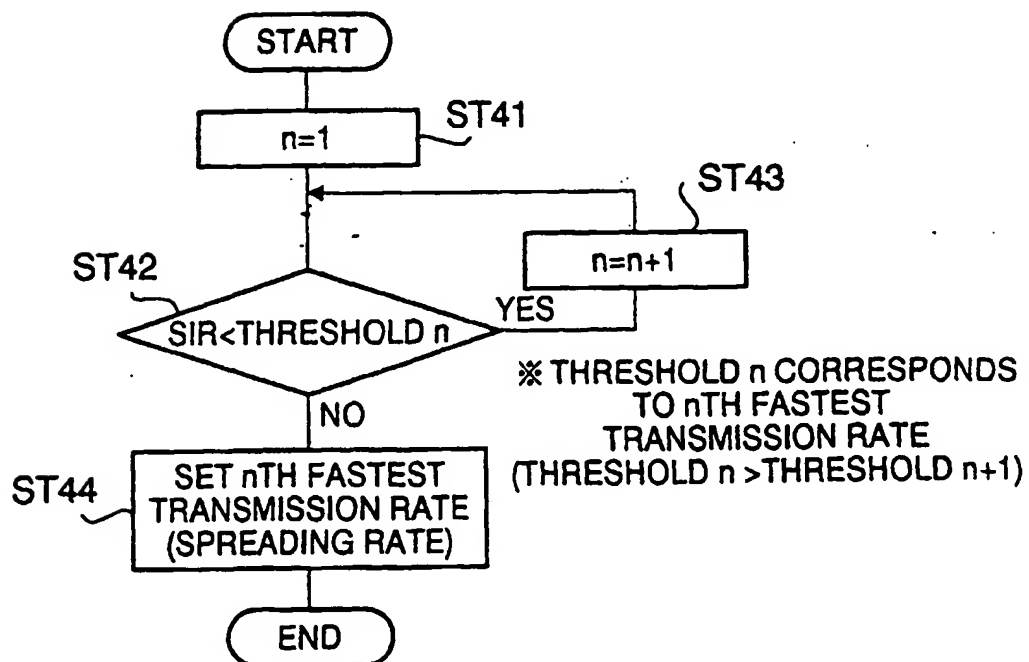 START
n=1
ST41
ST43
n=n+1
ST42
SIR<THRESHOLD n
YES
NO
※ THRESHOLD n CORRESPONDS
TO nTH FASTEST
TRANSMISSION RATE
(THRESHOLD n >THRESHOLD n+1)
ST44
SET nTH FASTEST
TRANSMISSION RATE
(SPREADING RATE)
END